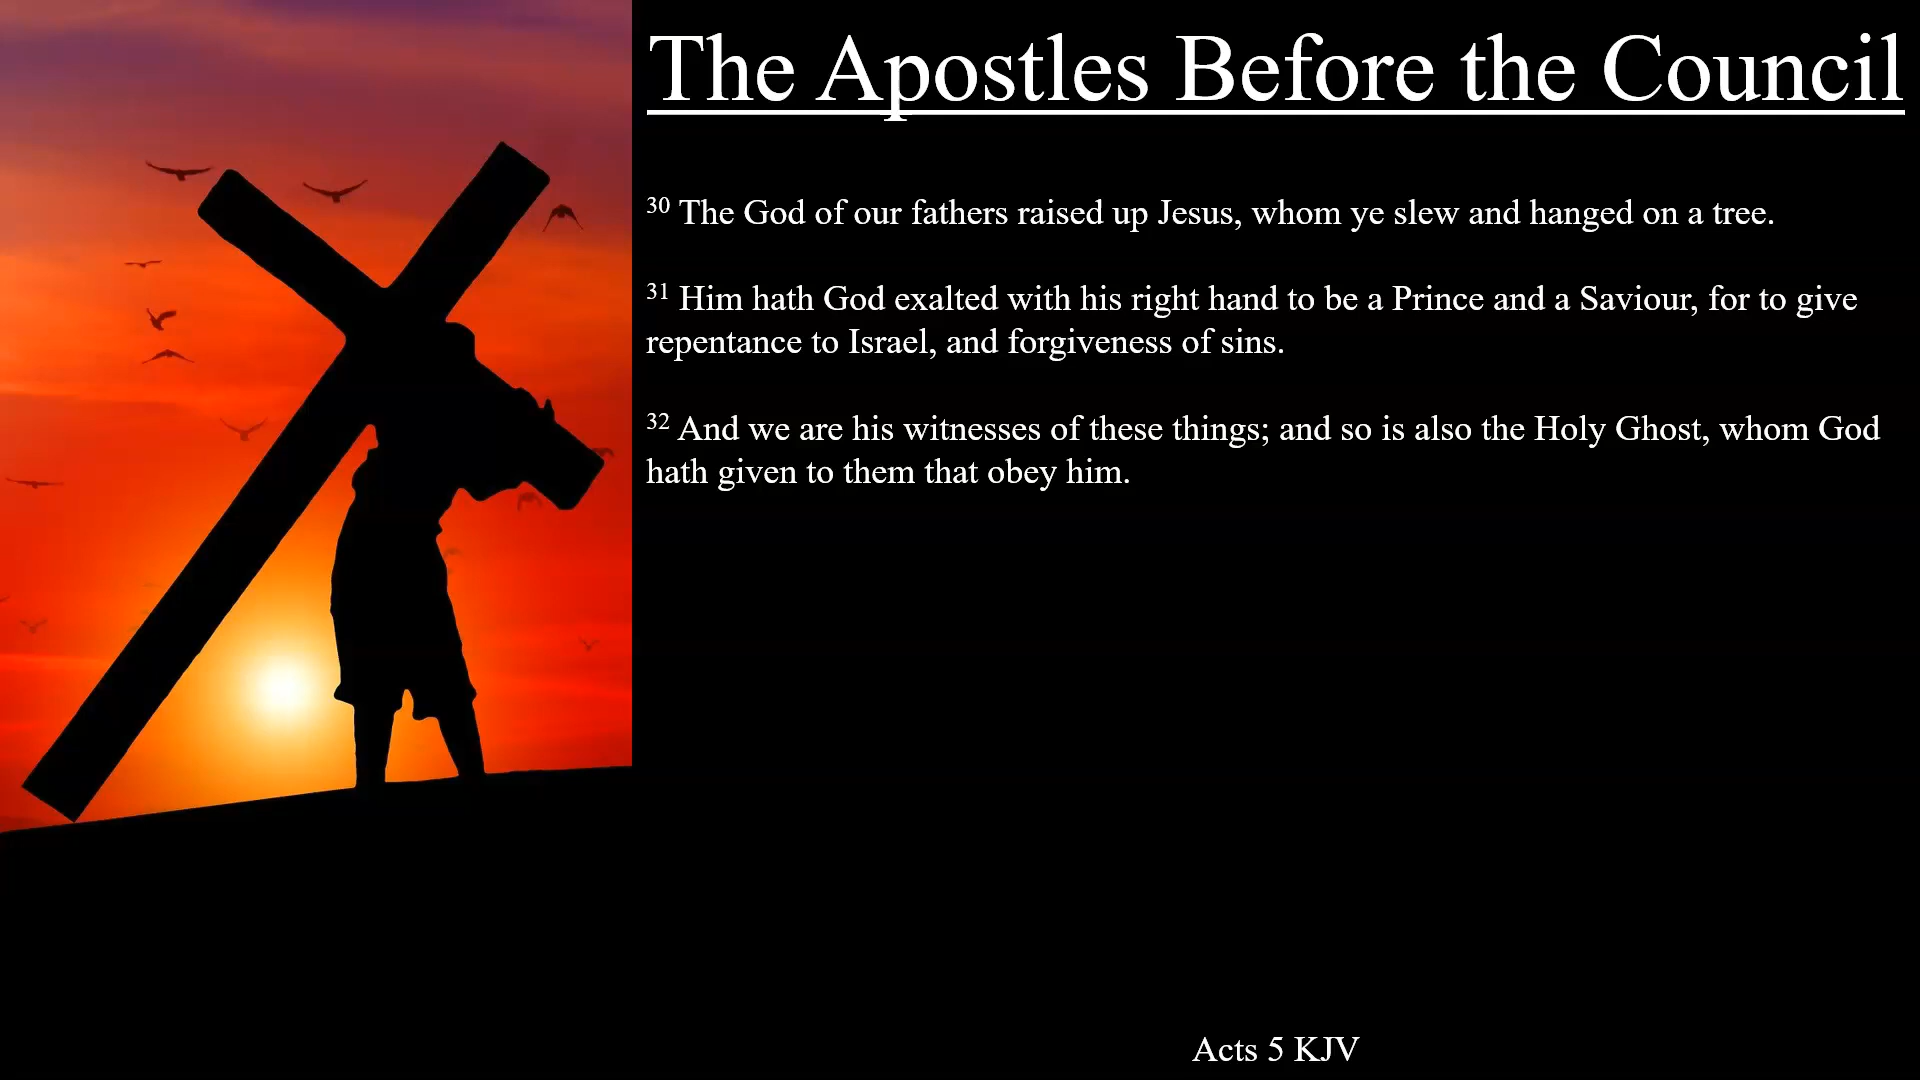 The Apostles Before the Council
30 The God of our fathers raised up Jesus, whom ye slew and hanged on a tree.
31 Him hath God exalted with his right hand to be a Prince and a Saviour, for to give
repentance to Israel, and forgiveness of sins.
32 And we are his witnesses of these things; and so is also the Holy Ghost, whom God
hath given to them that obey him.
Acts 5 KJV